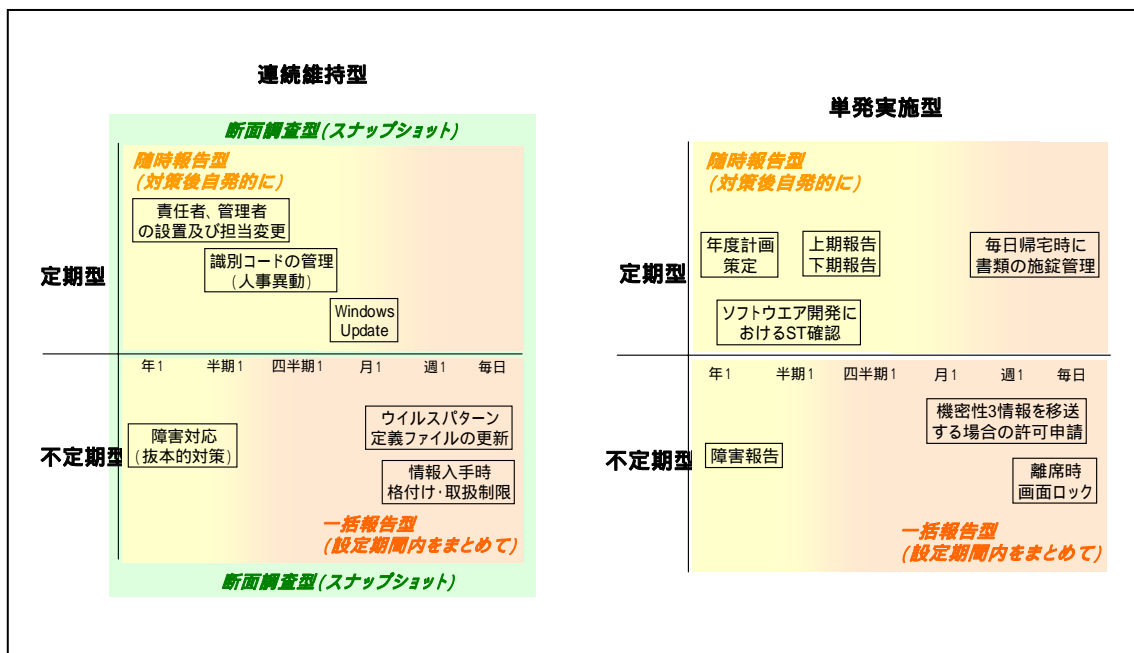 連続維持型
断面調査型(スナップショット)
随時報告型
(対策後自発的に)
責任者、管理者
の設置及び担当変更
識別コードの管理
(人事異動)
Windows
Update
定期型
年1 半期1 四半期1 月1 週1 毎日
不定期型
障害対応
(抜本的対策)
ウイルスパターン
定義ファイルの更新
情報入手時
格付け・取扱制限
一括報告型
(設定期間内をまとめて)
断面調査型(スナップショット)
単発実施型
随時報告型
(対策後自発的に)
年度計画
策定
上期報告
下期報告
毎日帰宅時に
書類の施錠管理
定期型
ソフトウエア開発に
おけるST確認
年1 半期1 四半期1 月1 週1 毎日
不定期型
機密性3情報を移送
する場合の許可申請
障害報告
離席時
画面ロック
一括報告型
(設定期間内をまとめて)